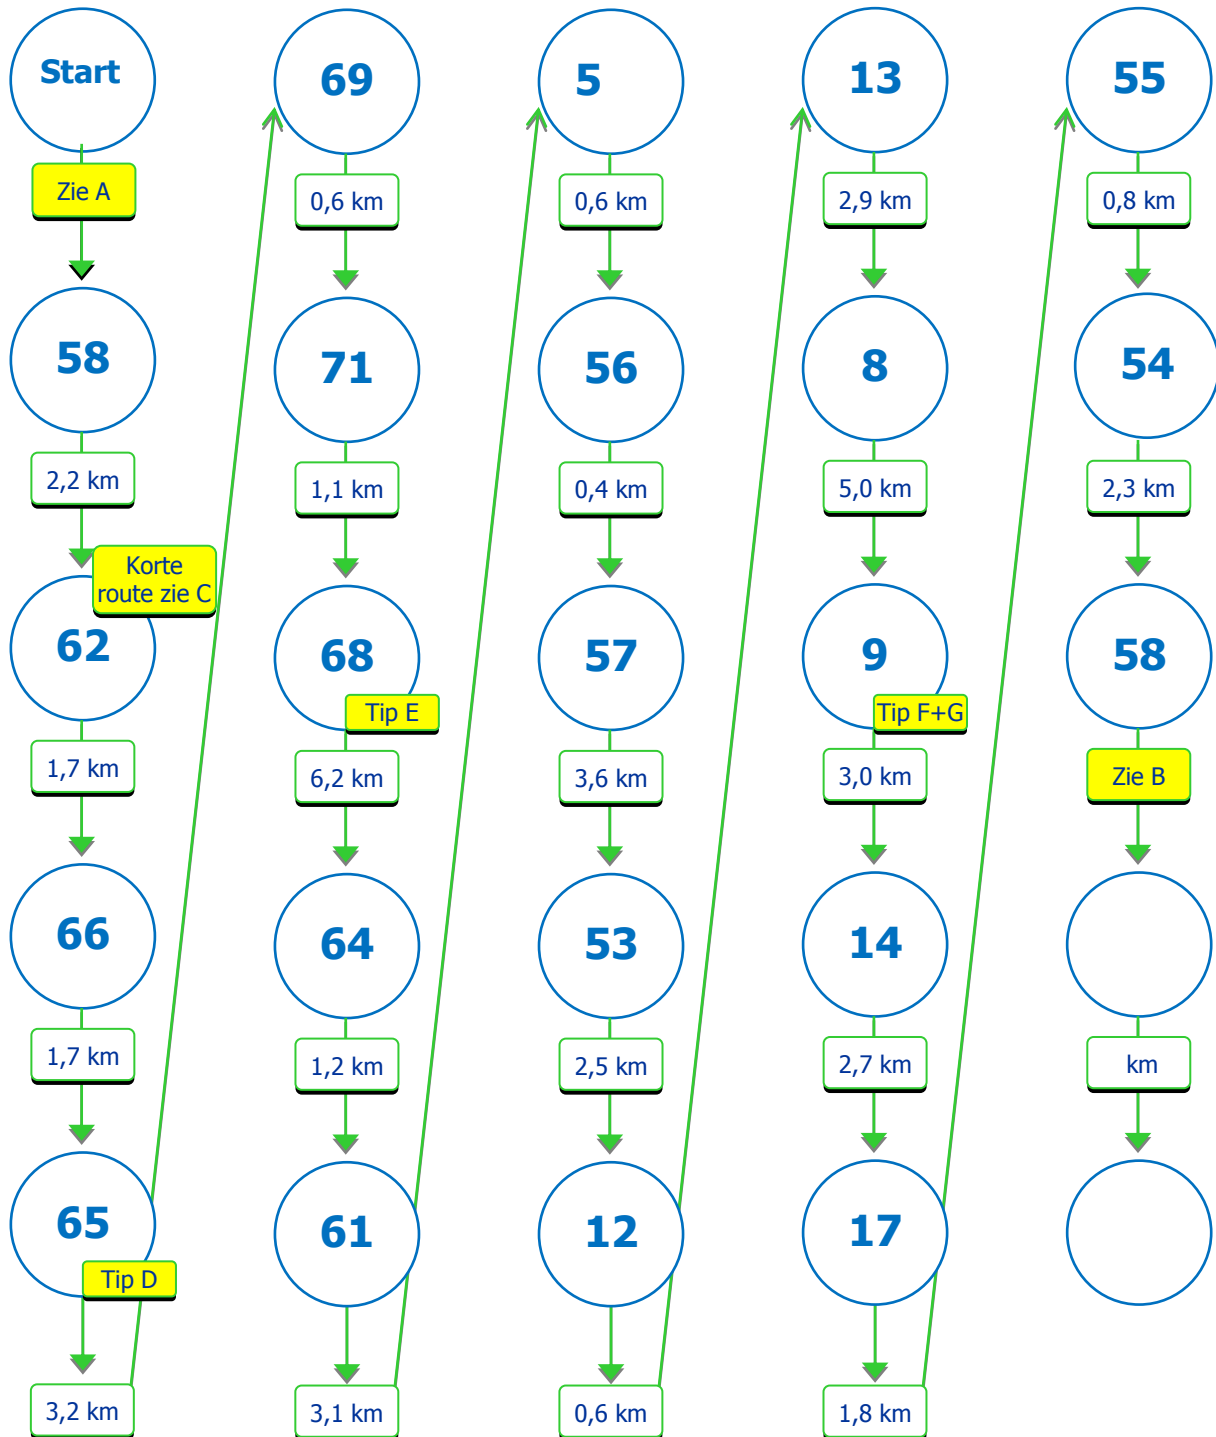 Start
Zie A
58
2,2 km
Korte
route zie C
62
1,7 km
66
1,7 km
65
Tip D
3,2 km
69
0,6 km
71
1,1 km
68
Tip E
6,2 km
64
1,2 km
61
3,1 km
5
0,6 km
56
0,4 km
57
3,6 km
53
2,5 km
12
0,6 km
13
2,9 km
8
5,0 km
9
Tip F+G
3,0 km
14
2,7 km
17
1,8 km
55
0,8 km
54
2,3 km
58
Zie B
km